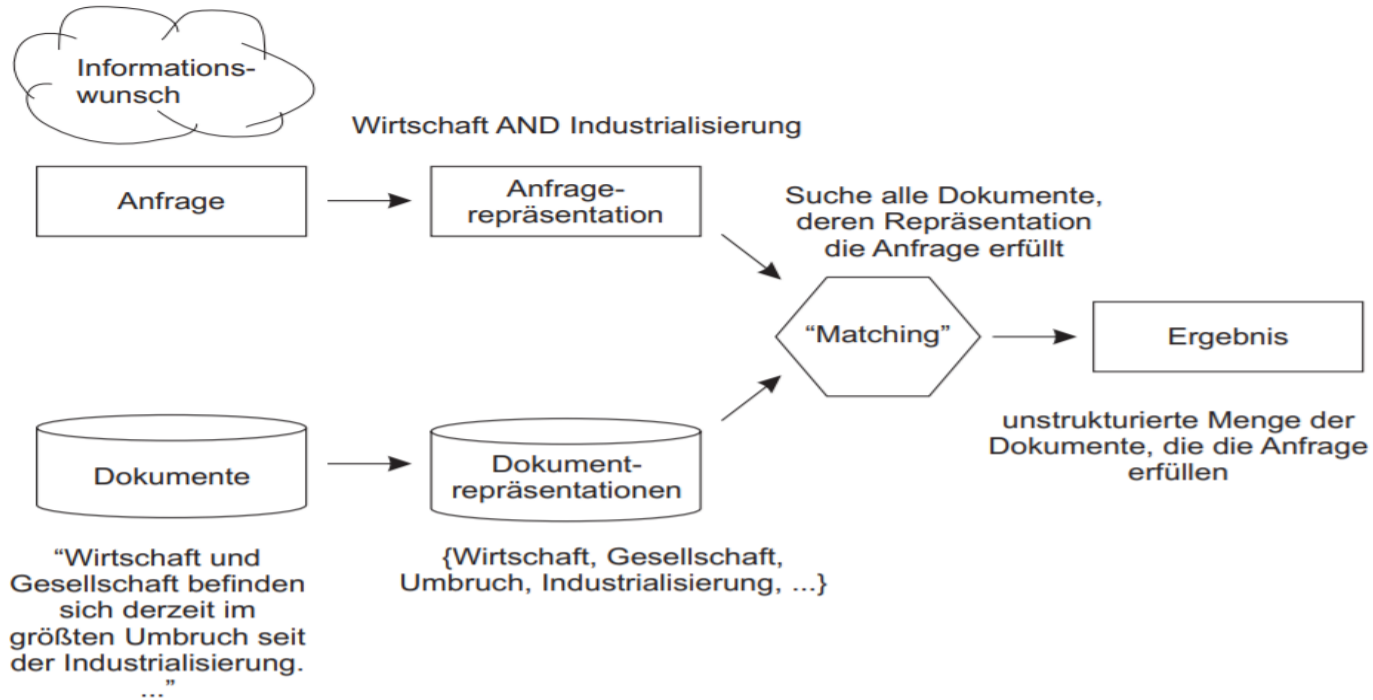 Informations-
wunsch
Wirtschaft AND Industrialisierung
Anfrage
Anfrage-
repräsentation
Suche alle Dokumente,
deren Repräsentation
die Anfrage erfüllt
“Matching”
Ergebnis
unstrukturierte Menge der
Dokumente, die die Anfrage
erfüllen
Dokumente
Dokument-
repräsentationen
“Wirtschaft und
Gesellschaft befinden
sich derzeit im
größten Umbruch seit
der Industrialisierung.
...”
{Wirtschaft, Gesellschaft,
Umbruch, Industrialisierung, ...}